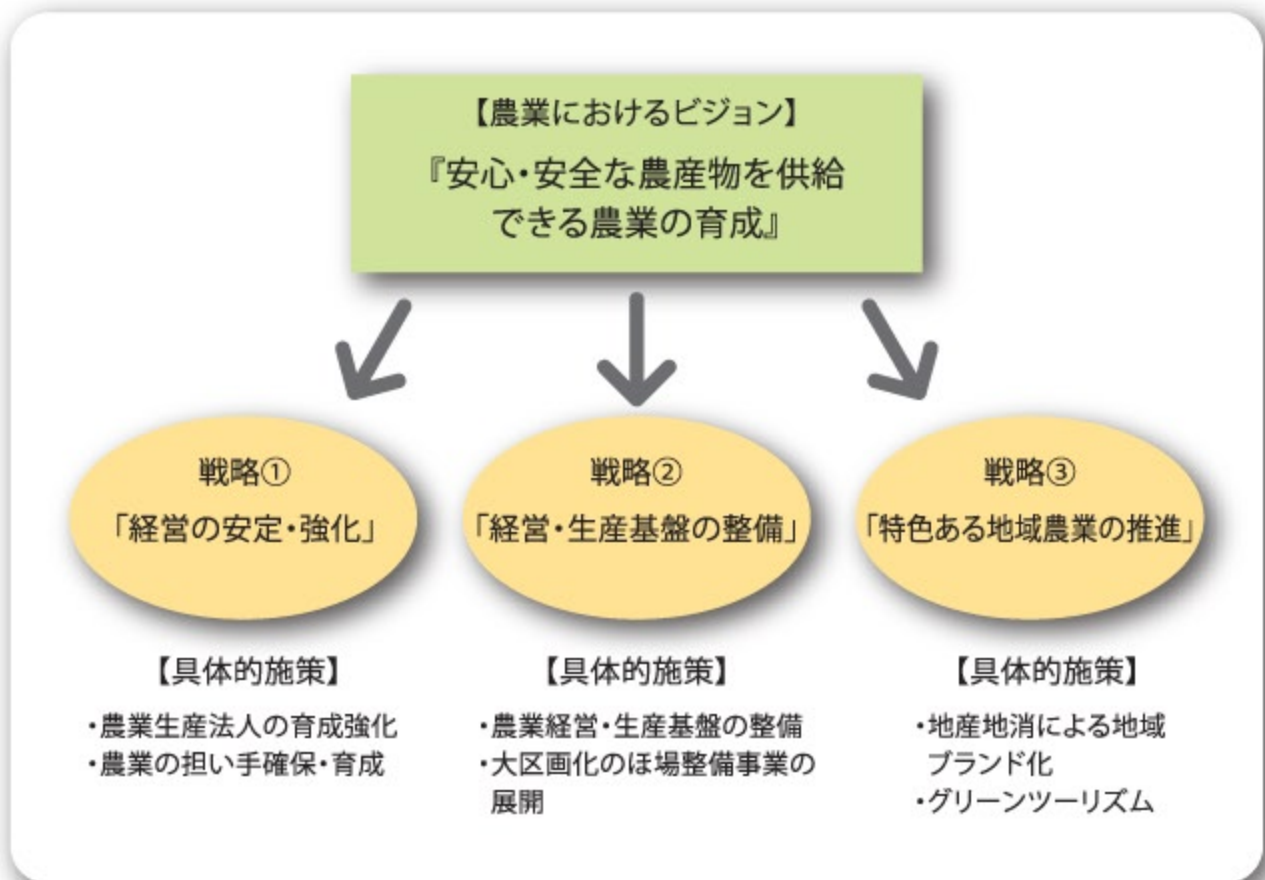 【農業におけるビジョン】
『安心・安全な農産物を供給
できる農業の育成』
戦略①
「経営の安定・強化」
戦略②
「経営・生産基盤の整備」
戦略③
「特色ある地域農業の推進」
【具体的施策】
・農業生産法人の育成強化
・農業の担い手確保・育成
【具体的施策】
・農業経営・生産基盤の整備
・大区画化のほ場整備事業の
展開
【具体的施策】
・地産地消による地域
ブランド化
・グリーンツーリズム